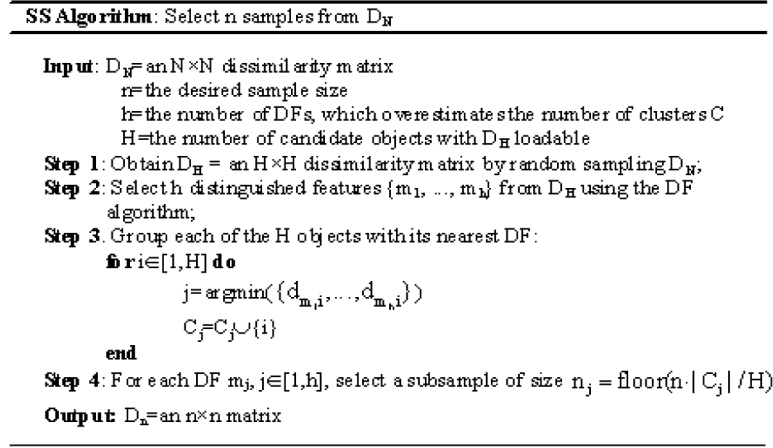 SS Algorithm: Select n samples from D_N
Input: D_N= an N×N dissimilarity matrix
n=the desired sample size
h=the number of DFs, which overestimates the number of clusters C
H=the number of candidate objects with D_H loadable
Step 1: Obtain D_H = an H×H dissimilarity matrix by random sampling D_N;
Step 2: Select h distinguished features {m_1, ..., m_h} from D_H using the DF
algorithm;
Step 3. Group each of the H objects with its nearest DF:
for i∈[1,H] do
j=argmin({d_{m_1 i},...,d_{m_h i}})
C_j=C_j∪{i}
end
Step 4: For each DF m_j, j∈[1,h], select a subsample of size n_j = floor(n·|C_j|/H)
Output: D_n=an n×n matrix